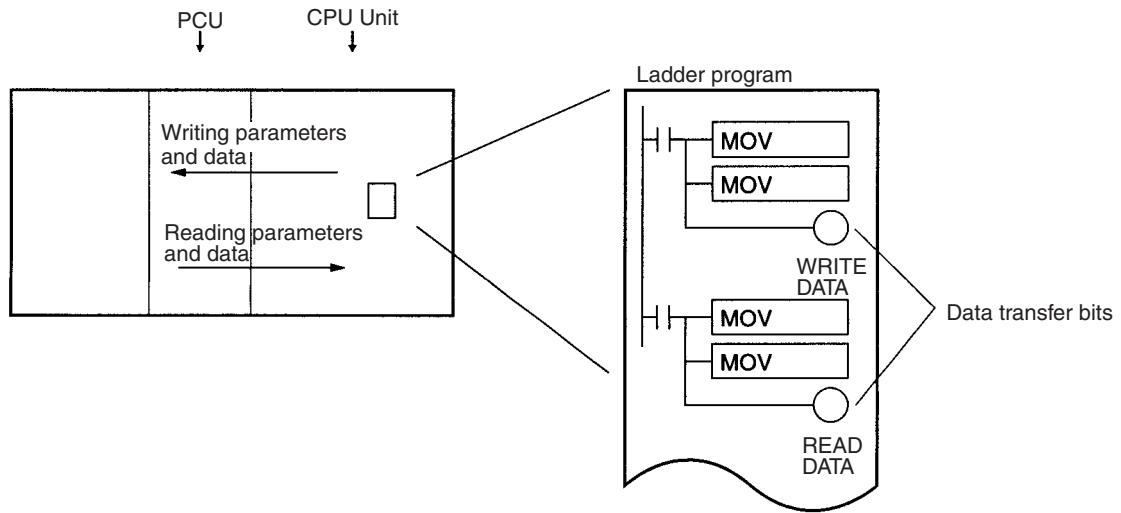 PCU
CPU Unit
Writing parameters
and data
Reading parameters
and data
Ladder program
MOV
MOV
WRITE
DATA
MOV
MOV
READ
DATA
Data transfer bits